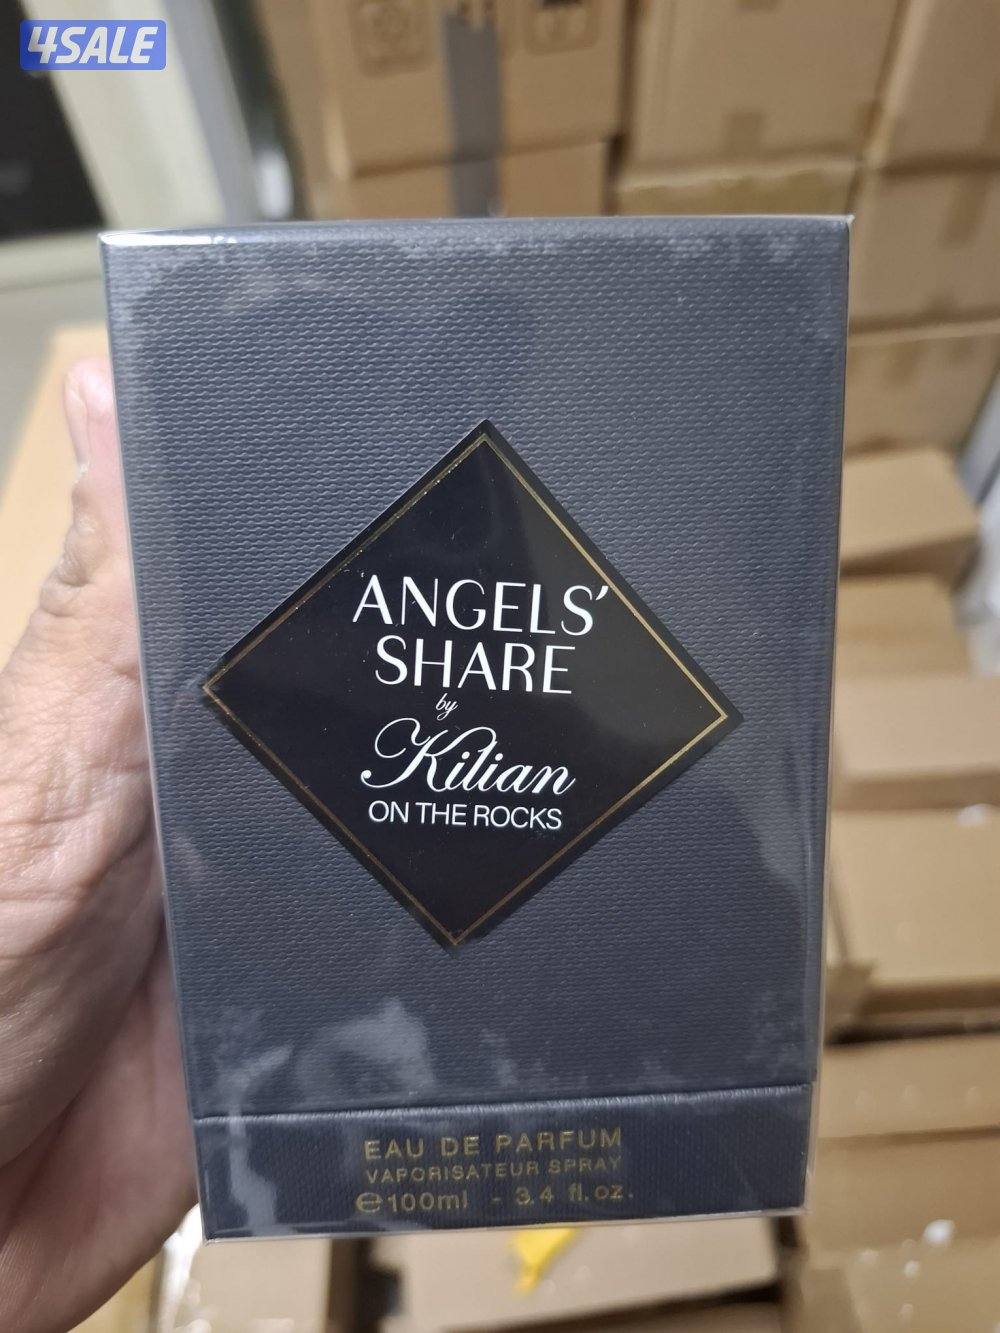 4SALE
ANGELS'
SHARE
by
Kilian
ON THE ROCKS
EAU DE PARFUM
VAPORISATEUR SPRAY
℮100ml - 3.4 fl.oz.